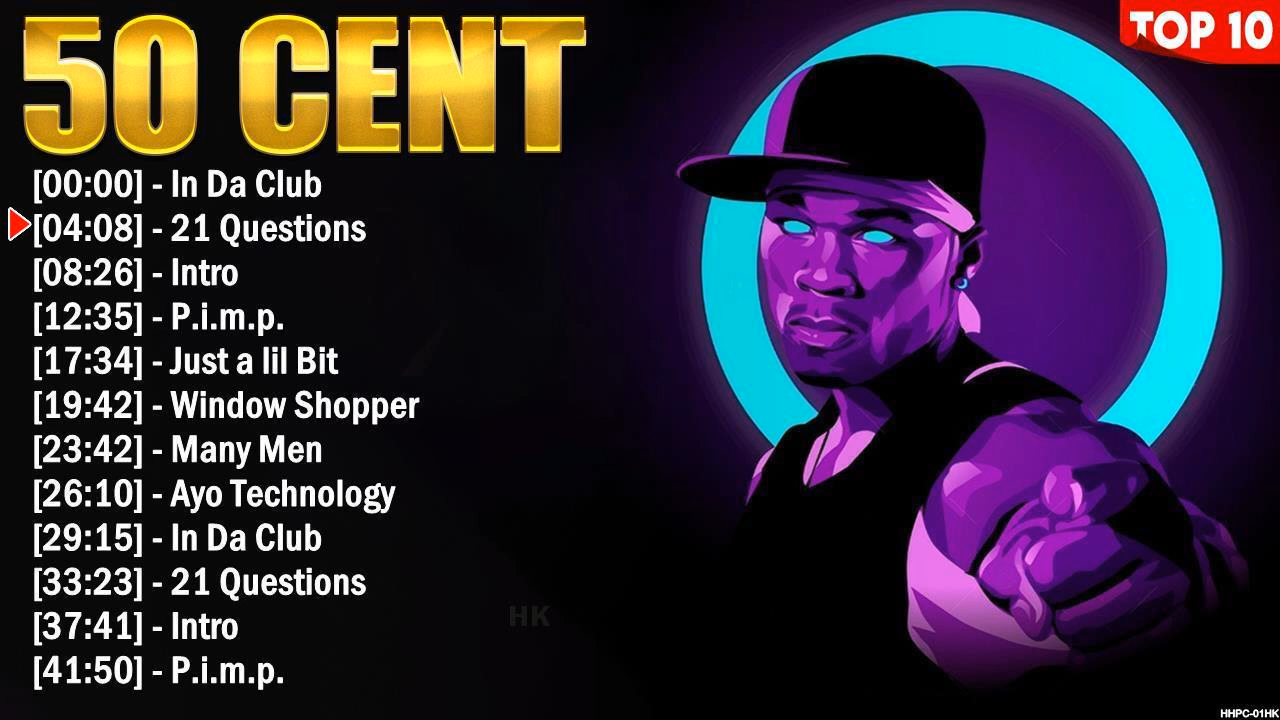 50 CENT
TOP 10
[00:00] - In Da Club
[04:08] - 21 Questions
[08:26] - Intro
[12:35] - P.i.m.p.
[17:34] - Just a lil Bit
[19:42] - Window Shopper
[23:42] - Many Men
[26:10] - Ayo Technology
[29:15] - In Da Club
[33:23] - 21 Questions
[37:41] - Intro
[41:50] - P.i.m.p.
HK
HHPC-01HK